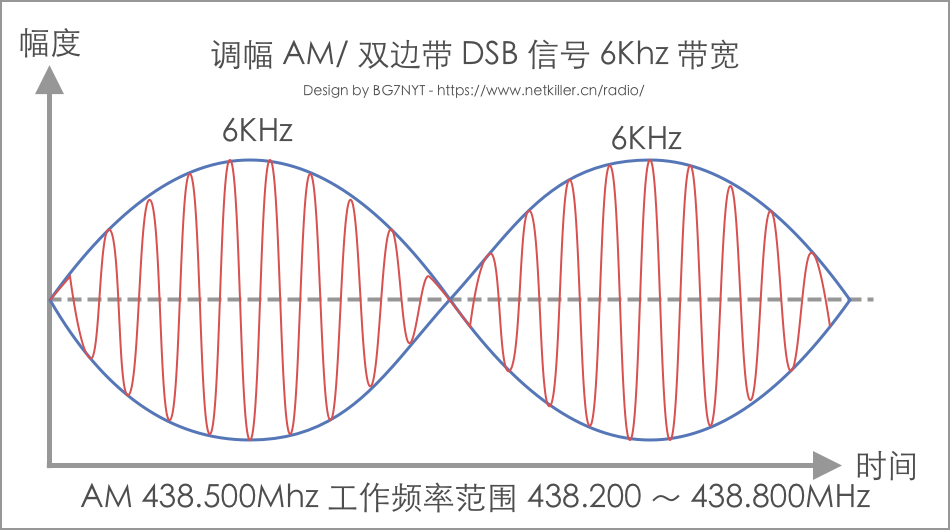 幅度
调幅 AM/ 双边带 DSB 信号 6Khz 带宽
Design by BG7NYT - https://www.netkiller.cn/radio/
6KHz
6KHz
时间
AM 438.500Mhz 工作频率范围 438.200 ～ 438.800MHz